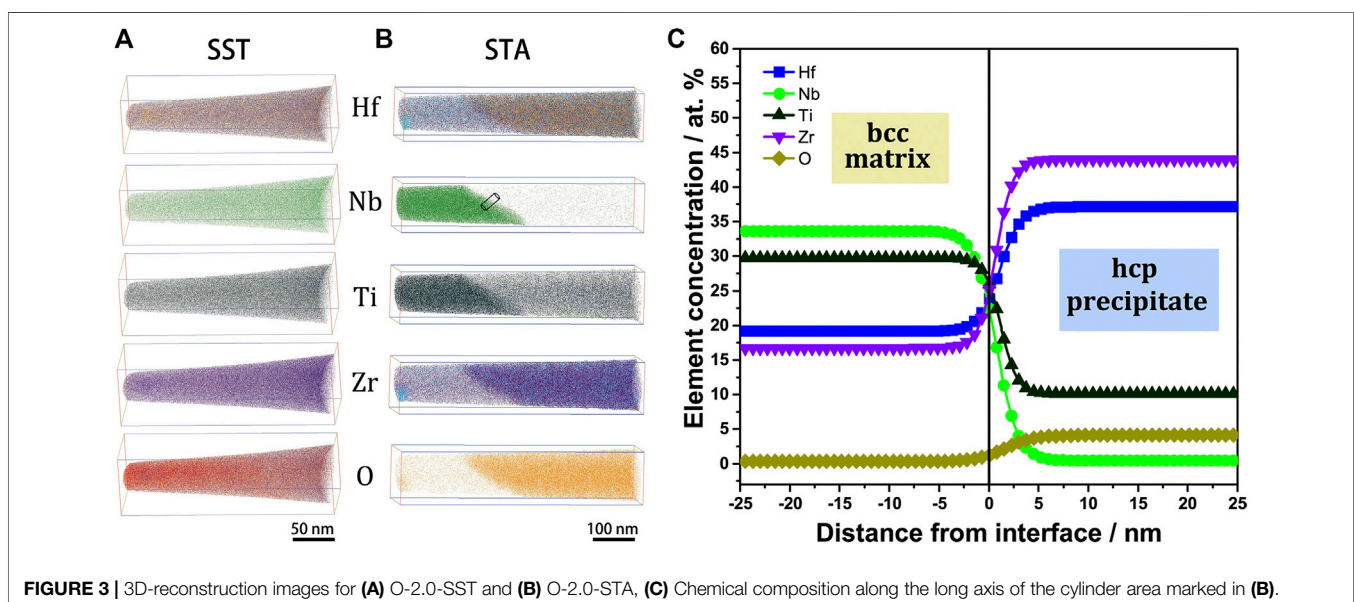 A SST
B STA
C
Hf
Nb
Ti
Zr
O
50 nm
100 nm
Element concentration / at. %
60
55
50
45
40
35
30
25
20
15
10
5
0
Hf
Nb
Ti
Zr
O
bcc
matrix
hcp
precipitate
-25 -20 -15 -10 -5 0 5 10 15 20 25
Distance from interface / nm
FIGURE 3 | 3D-reconstruction images for (A) O-2.0-SST and (B) O-2.0-STA, (C) Chemical composition along the long axis of the cylinder area marked in (B).